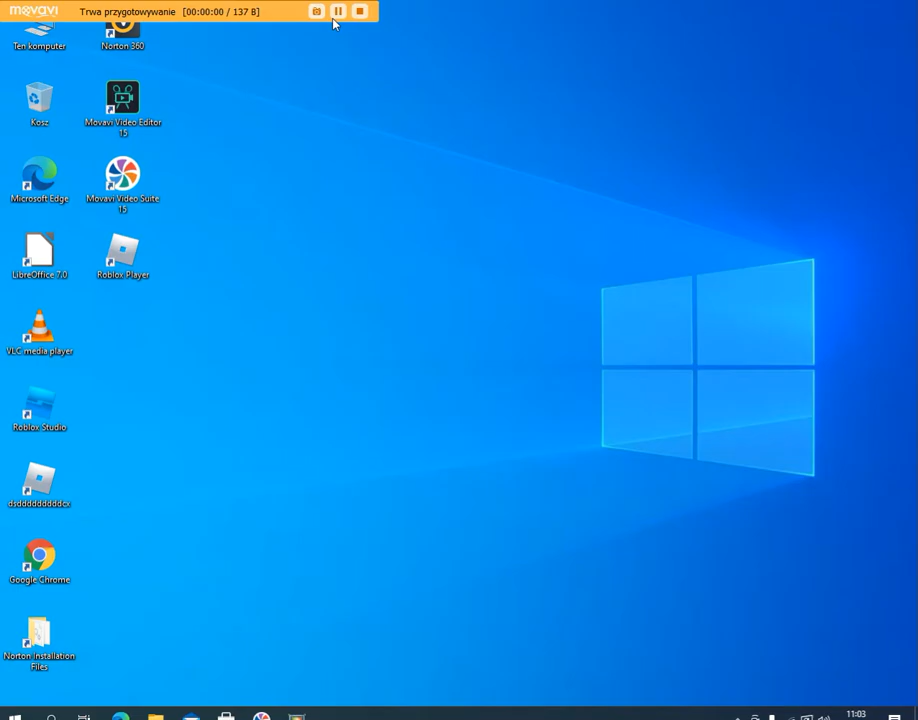 movavi Trwa przygotowywanie [00:00:00 / 137 B]
Ten komputer
Norton 360
Kosz
Movavi Video Editor
15
Microsoft Edge
Movavi Video Suite
15
LibreOffice 7.0
Roblox Player
VLC media player
Roblox Studio
dsddddddddcx
Google Chrome
Norton Installation
Files
11:03